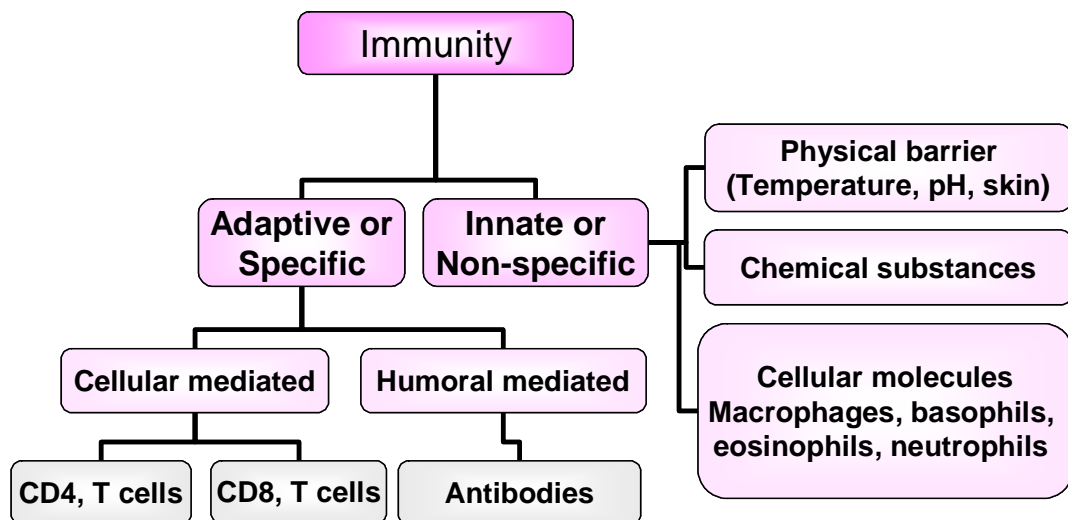 Immunity
Adaptive or
Specific
Innate or
Non-specific
Physical barrier
(Temperature, pH, skin)
Chemical substances
Cellular molecules
Macrophages, basophils,
eosinophils, neutrophils
Cellular mediated
Humoral mediated
CD4, T cells
CD8, T cells
Antibodies